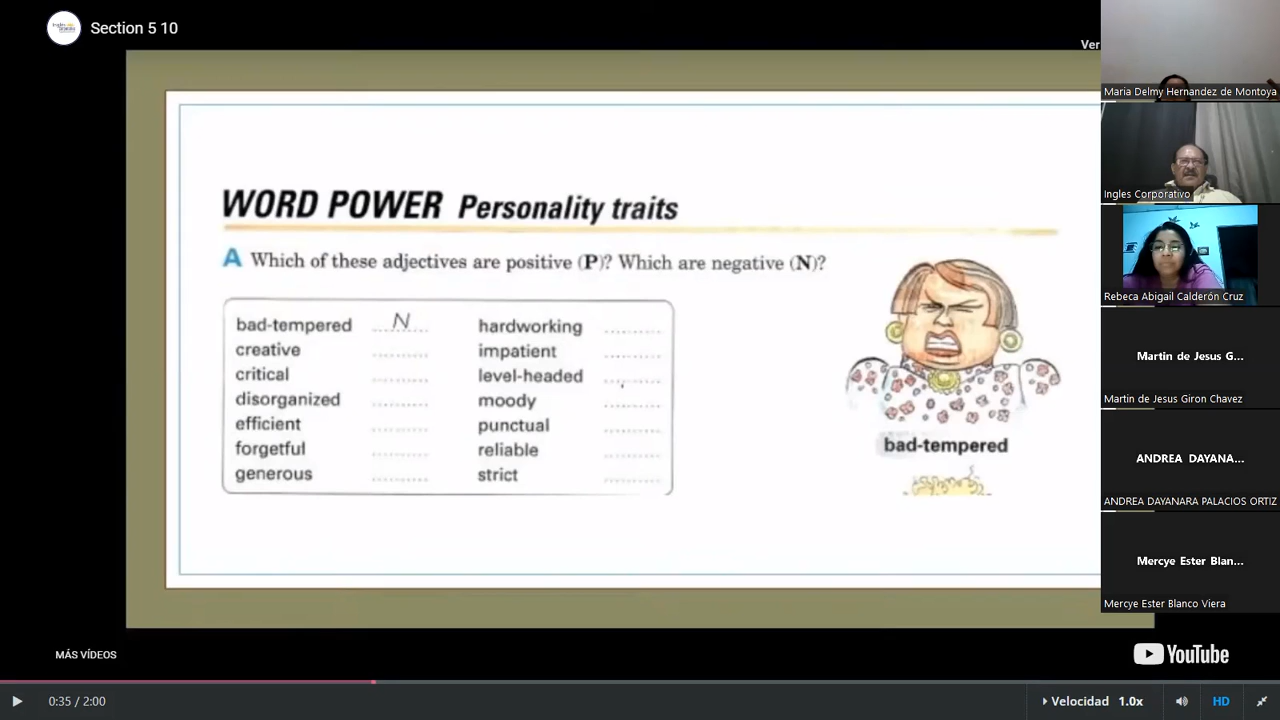 Section 5 10
Ver
WORD POWER Personality traits
A Which of these adjectives are positive (P)? Which are negative (N)?
bad-tempered N hardworking
creative impatient
critical level-headed
disorganized moody
efficient punctual
forgetful reliable
generous strict
bad-tempered
Maria Delmy Hernandez de Montoya
Ingles Corporativo
Rebeca Abigail Calderón Cruz
Martin de Jesus G...
Martin de Jesus Giron Chavez
ANDREA DAYANA...
ANDREA DAYANARA PALACIOS ORTIZ
Mercye Ester Blan...
Mercye Ester Blanco Viera
MÁS VÍDEOS
YouTube
0:35 / 2:00
Velocidad 1.0x
HD